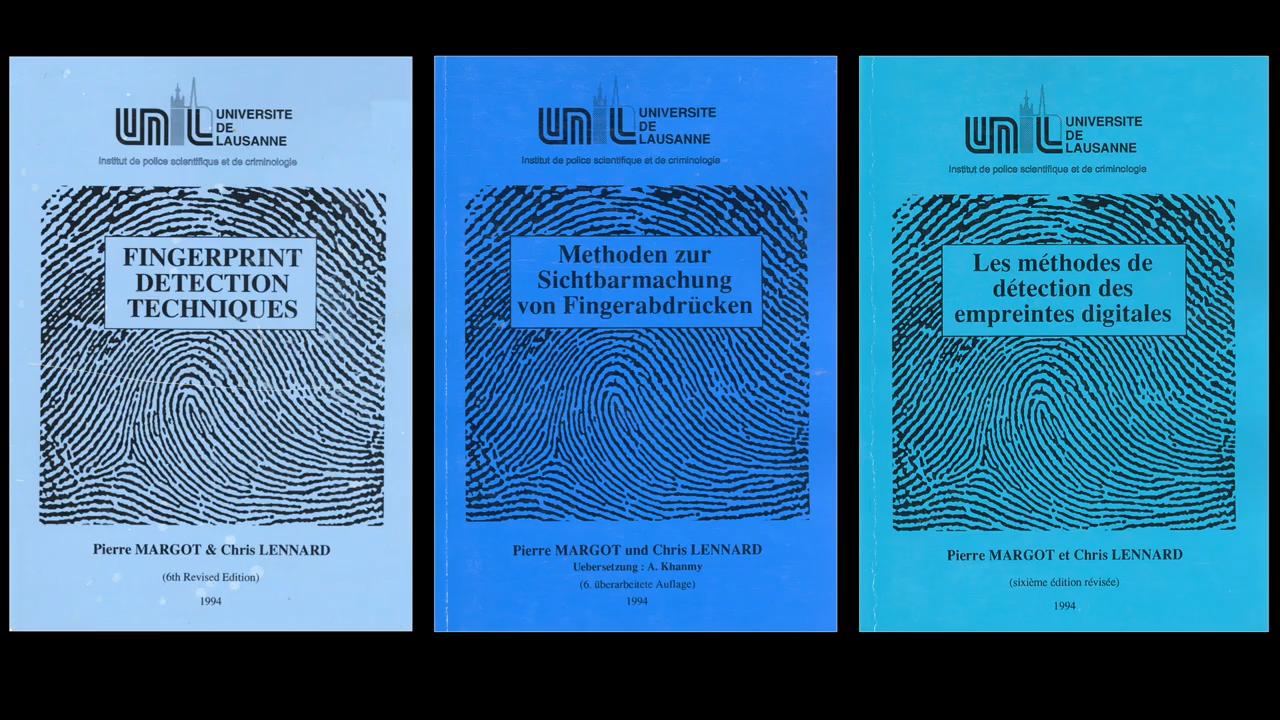 UNIL
UNIVERSITE
DE
LAUSANNE
Institut de police scientifique et de criminologie
FINGERPRINT
DETECTION
TECHNIQUES
Pierre MARGOT & Chris LENNARD
(6th Revised Edition)
1994
UNIL
UNIVERSITE
DE
LAUSANNE
Institut de police scientifique et de criminologie
Methoden zur
Sichtbarmachung
von Fingerabdrücken
Pierre MARGOT und Chris LENNARD
Uebersetzung : A. Khanmy
(6. überarbeitete Auflage)
1994
UNIL
UNIVERSITE
DE
LAUSANNE
Institut de police scientifique et de criminologie
Les méthodes de
détection des
empreintes digitales
Pierre MARGOT et Chris LENNARD
(sixième édition révisée)
1994